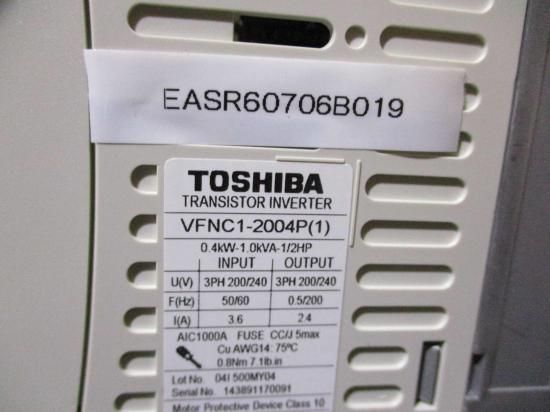 EASR60706B019
TOSHIBA
TRANSISTOR INVERTER
VFNC1-2004P(1)
0.4kW-1.0kVA-1/2HP
INPUT OUTPUT
U(V) 3PH 200/240 3PH 200/240
F(Hz) 50/60 0.5/200
I(A) 3.6 2.4
AIC1000A FUSE CC/J 5max
Cu AWG14: 75ºC
0.8Nm 7.1lb.in
Lot No. 04I 500MY04
Serial No. 143891170091
Motor Protective Device Class 10